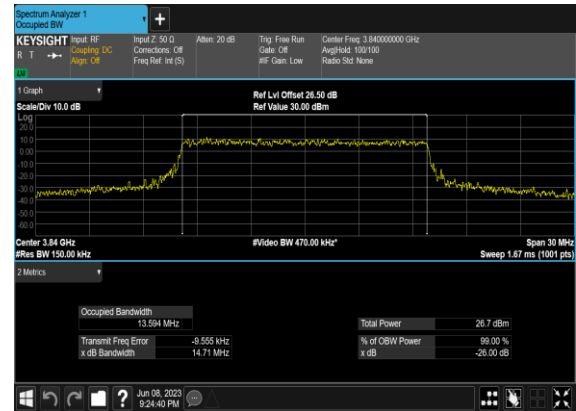 Spectrum Analyzer 1
Occupied BW
+
KEYSIGHT Input: RF Input Z: 50 Ω Atten: 20 dB Trig: Free Run Center Freq: 3.840000000 GHz
R T Coupling: DC Corrections: Off Gate: Off Avg|Hold: 100/100
Align: Off Freq Ref: Int (S) #IF Gain: Low Radio Std: None
1 Graph
Ref Lvl Offset 26.50 dB
Scale/Div 10.0 dB Ref Value 30.00 dBm
Log
20.0
10.0
0.00
-10.0
-20.0
-30.0
-40.0
-50.0
-60.0
Center 3.84 GHz #Video BW 470.00 kHz* Span 30 MHz
#Res BW 150.00 kHz Sweep 1.67 ms (1001 pts)
2 Metrics
Occupied Bandwidth
13.594 MHz Total Power 26.7 dBm
Transmit Freq Error -9.555 kHz % of OBW Power 99.00 %
x dB Bandwidth 14.71 MHz x dB -26.00 dB
? Jun 08, 2023
9:24:40 PM